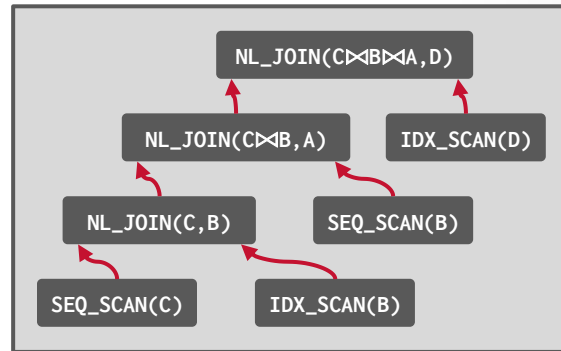 NL_JOIN(C⨝B⨝A,D)
NL_JOIN(C⨝B,A)
IDX_SCAN(D)
NL_JOIN(C,B)
SEQ_SCAN(B)
SEQ_SCAN(C)
IDX_SCAN(B)